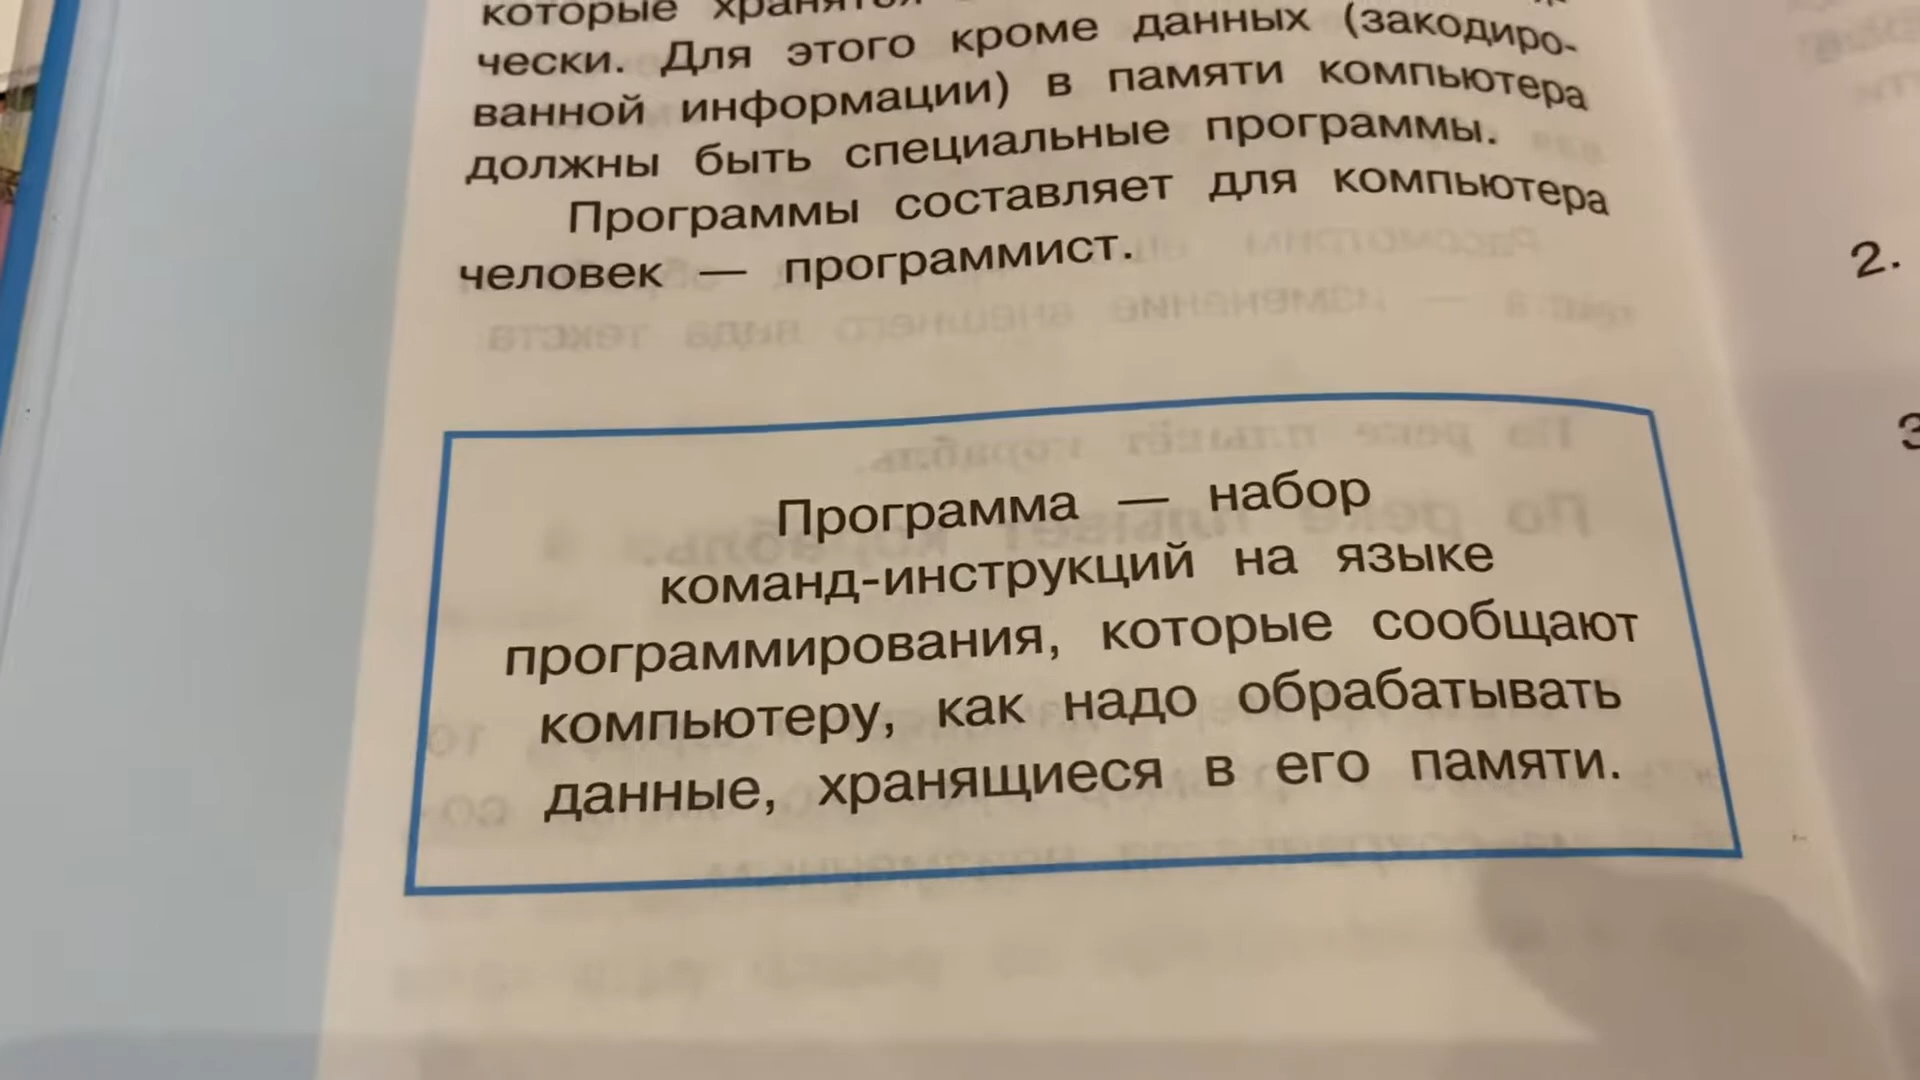 которые
чески. Для этого кроме данных (закодиро-
ванной информации) в памяти компьютера
должны быть специальные программы.
Программы составляет для компьютера
человек — программист.
Программа — набор
команд-инструкций на языке
программирования, которые сообщают
компьютеру, как надо обрабатывать
данные, хранящиеся в его памяти.
2.
3